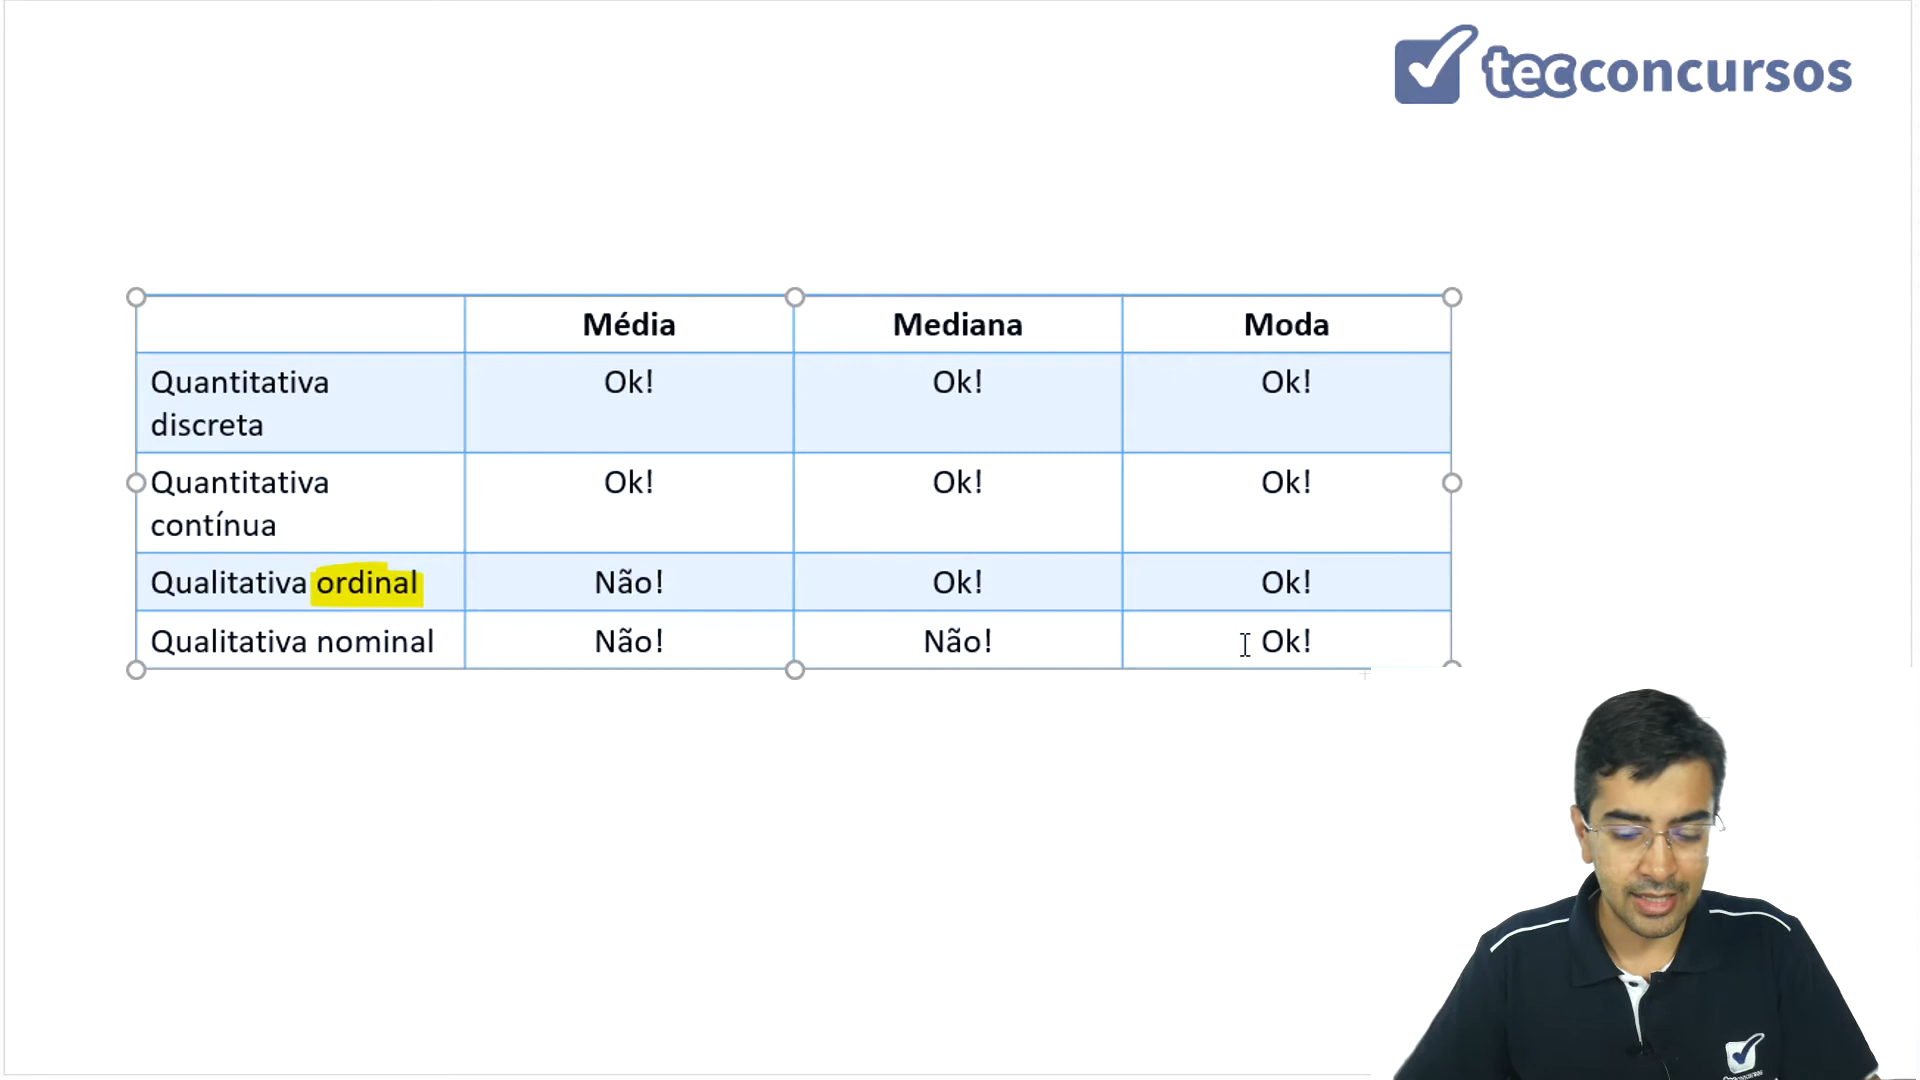 tecconcursos
Média Mediana Moda
Quantitativa discreta Ok! Ok! Ok!
Quantitativa contínua Ok! Ok! Ok!
Qualitativa ordinal Não! Ok! Ok!
Qualitativa nominal Não! Não! Ok!